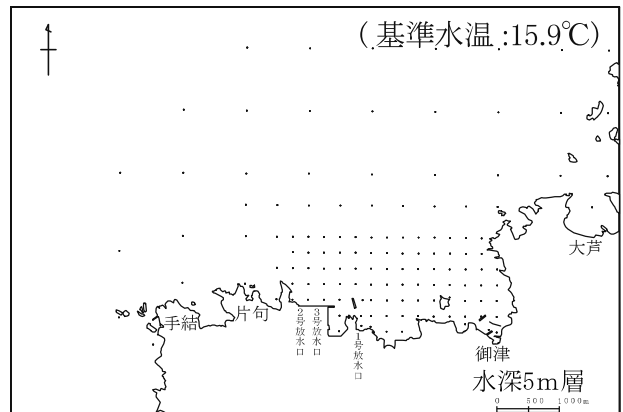 (基準水温:15.9℃)
大芦
手結
片句
2号放水口
3号放水口
1号放水口
御津
水深5m層
0 500 1000m